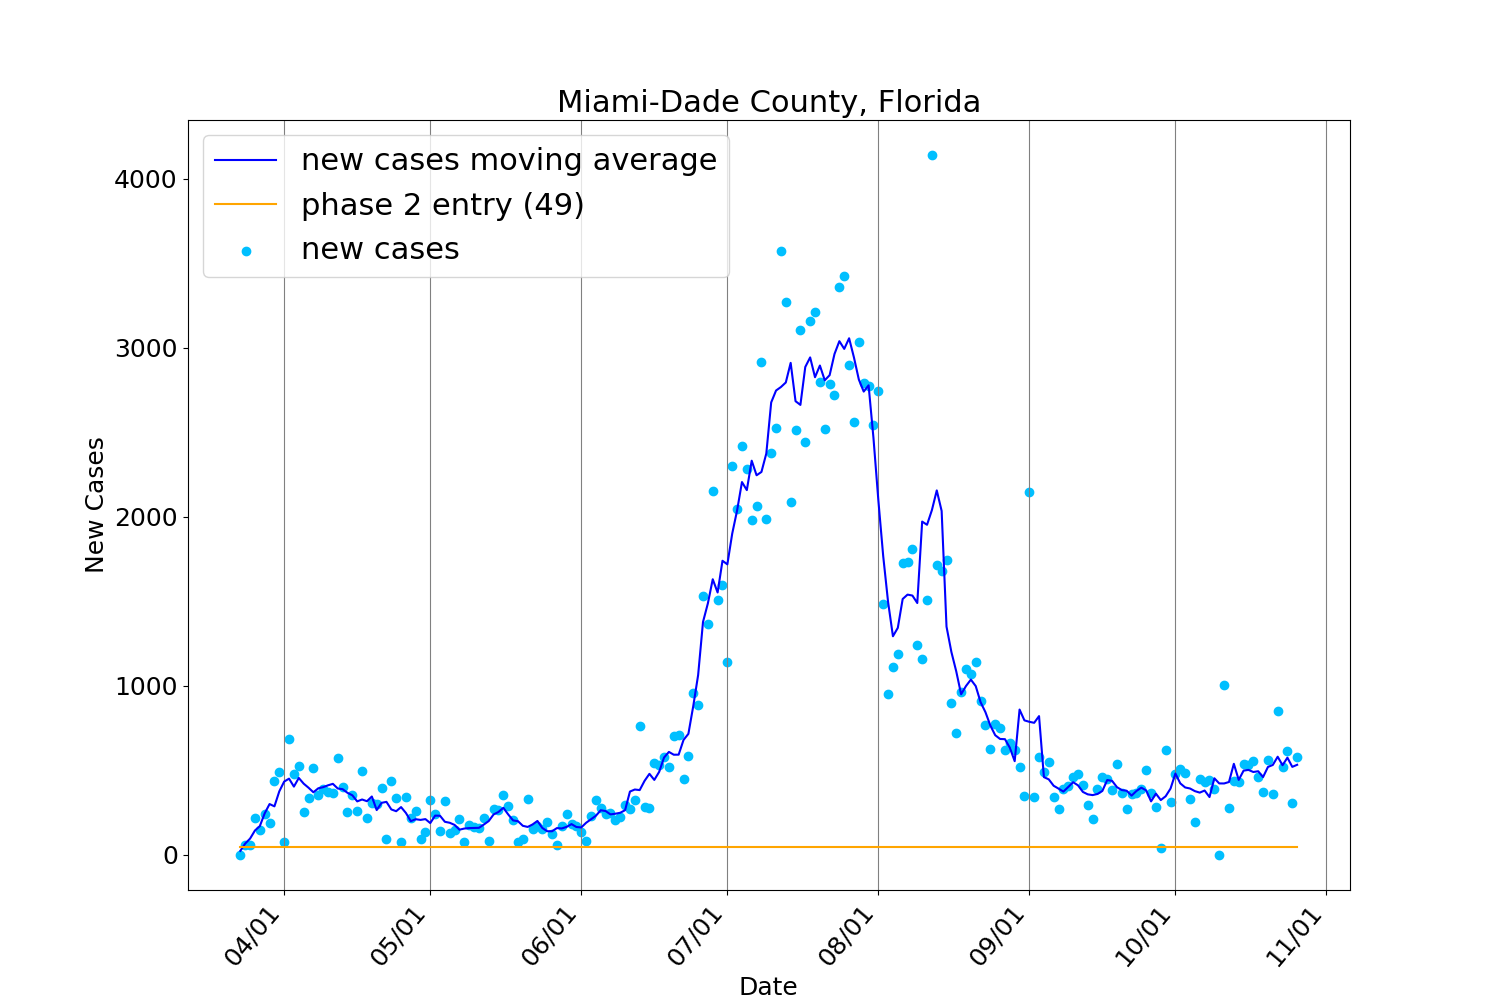 Miami-Dade County, Florida
new cases moving average
phase 2 entry (49)
new cases
4000
3000
2000
1000
0
New Cases
04/01
05/01
06/01
07/01
08/01
09/01
10/01
11/01
Date